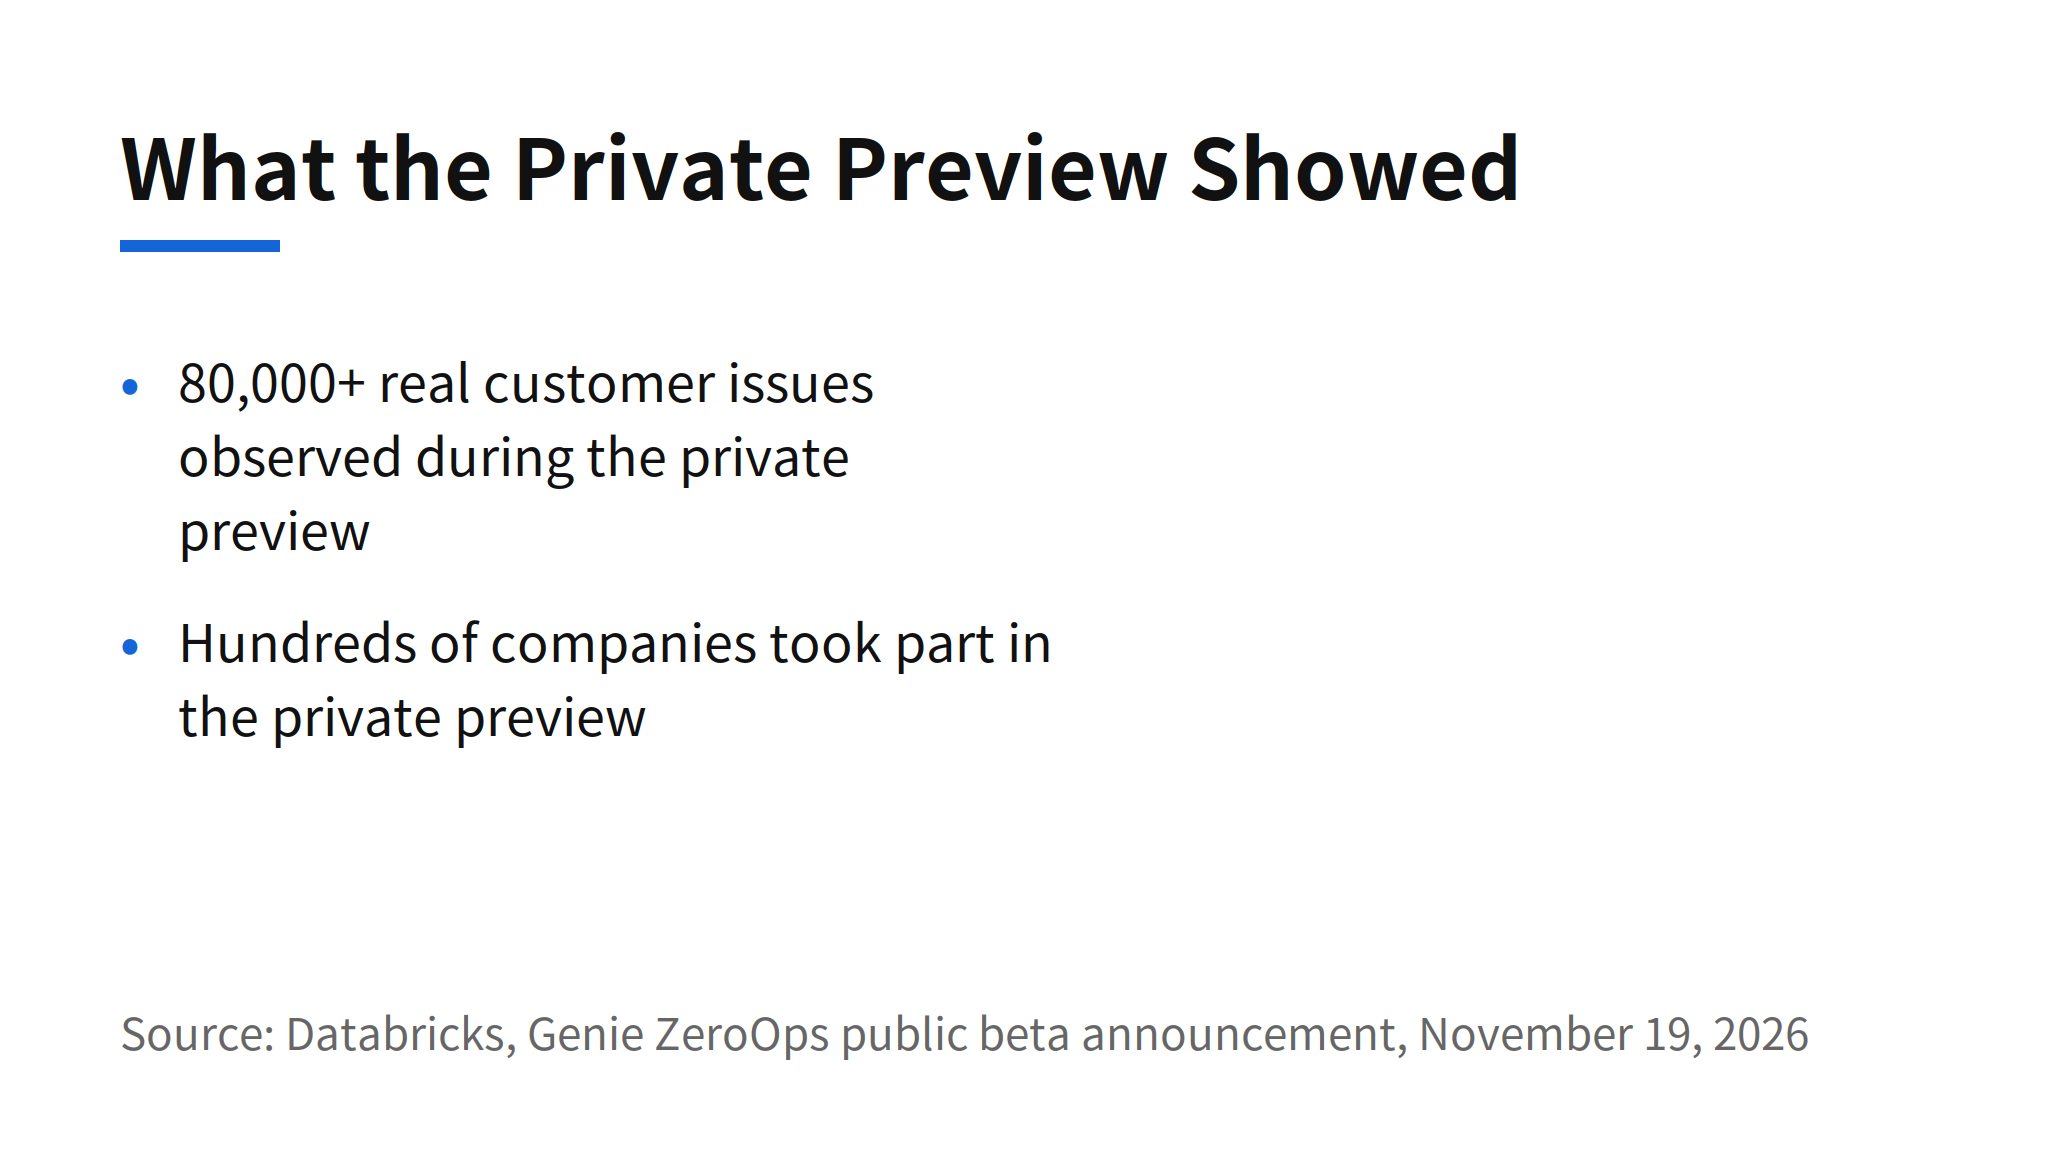 What the Private Preview Showed
• 80,000+ real customer issues
observed during the private
preview
• Hundreds of companies took part in
the private preview
Source: Databricks, Genie ZeroOps public beta announcement, November 19, 2026